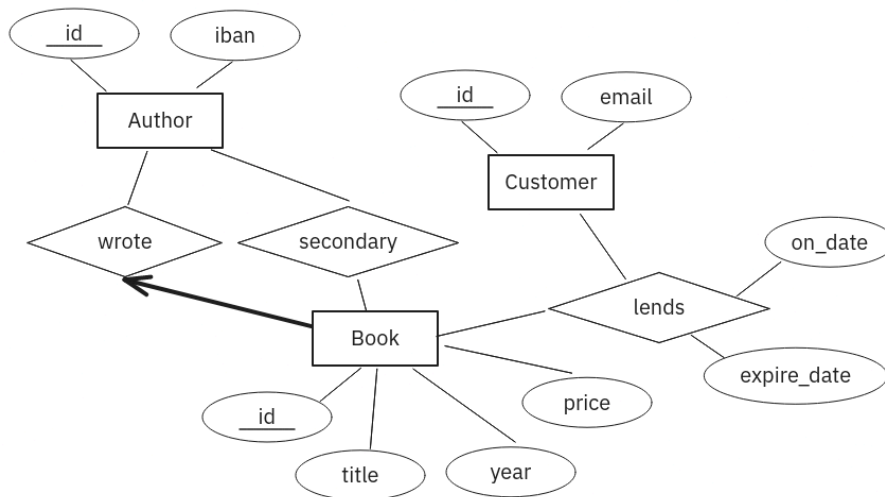 id
iban
Author
id
email
Customer
wrote
secondary
on_date
lends
Book
expire_date
price
id
title
year